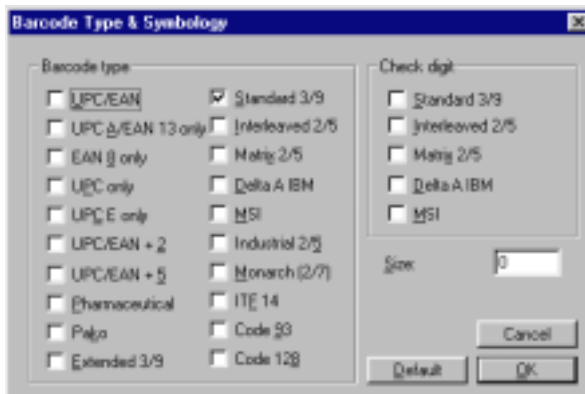 Barcode Type & Symbology
Barcode type
UPC/EAN
UPC A/EAN 13 only
EAN 8 only
UPC only
UPC E only
UPC/EAN + 2
UPC/EAN + 5
Pharmaceutical
Pako
Extended 3/9
Standard 3/9
Interleaved 2/5
Matrix 2/5
Delta A IBM
MSI
Industrial 2/5
Monarch (2/7)
ITF 14
Code 93
Code 128
Check digit
Standard 3/9
Interleaved 2/5
Matrix 2/5
Delta A IBM
MSI
Size: 0
Cancel
Default OK